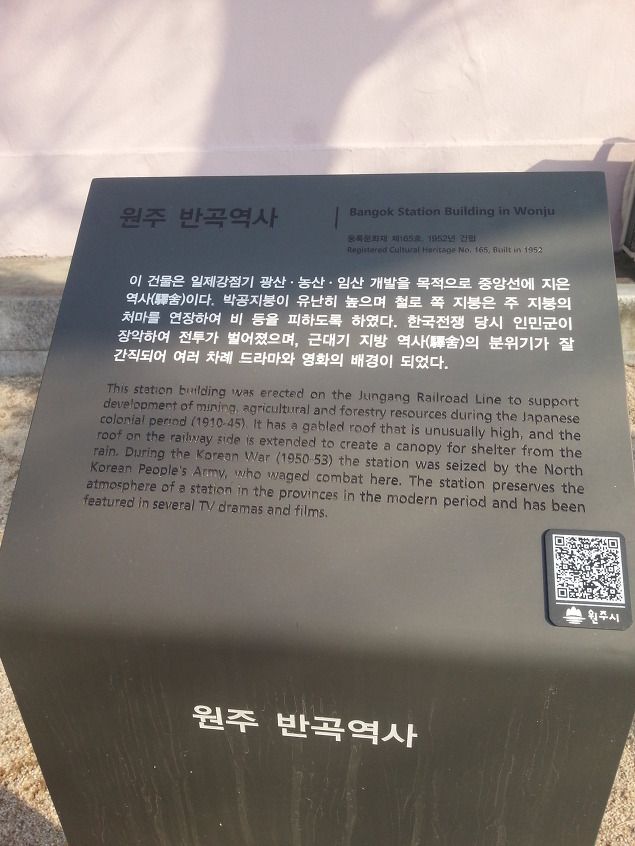 원주 반곡역사 | Bangok Station Building in Wonju
등록문화재 제165호, 1952년 건립
Registered Cultural Heritage No. 165, Built in 1952
이 건물은 일제강점기 광산·농산·임산 개발을 목적으로 중앙선에 지은
역사(驛舍)이다. 박공지붕이 유난히 높으며 철로 쪽 지붕은 주 지붕의
처마를 연장하여 비 등을 피하도록 하였다. 한국전쟁 당시 인민군이
장악하여 전투가 벌어졌으며, 근대기 지방 역사(驛舍)의 분위기가 잘
간직되어 여러 차례 드라마와 영화의 배경이 되었다.
This station building was erected on the Jungang Railroad Line to support
development of mining, agricultural and forestry resources during the Japanese
colonial period (1910-45). It has a gabled roof that is unusually high, and the
roof on the railway side is extended to create a canopy for shelter from the
rain. During the Korean War (1950-53) the station was seized by the North
Korean People's Army, who waged combat here. The station preserves the
atmosphere of a station in the provinces in the modern period and has been
featured in several TV dramas and films.
원주시
원주 반곡역사